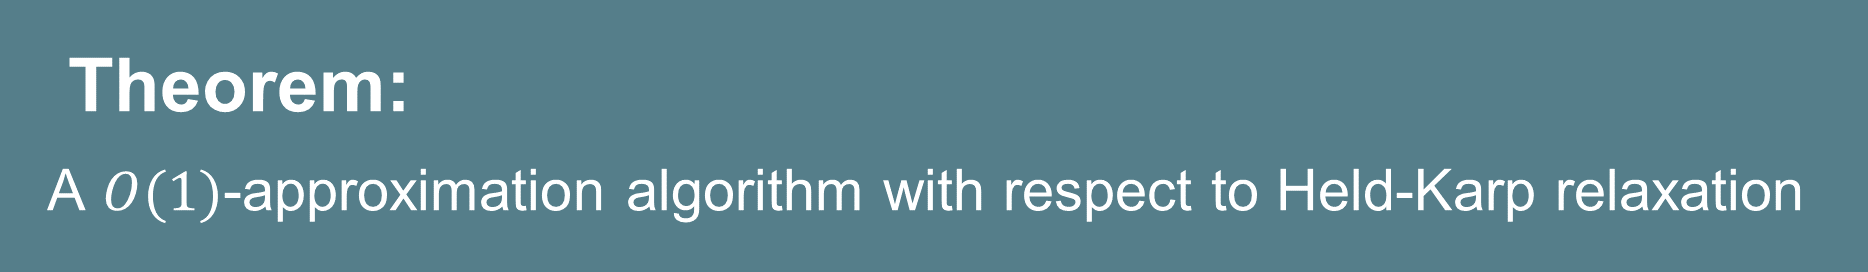 Theorem:
A O(1)-approximation algorithm with respect to Held-Karp relaxation